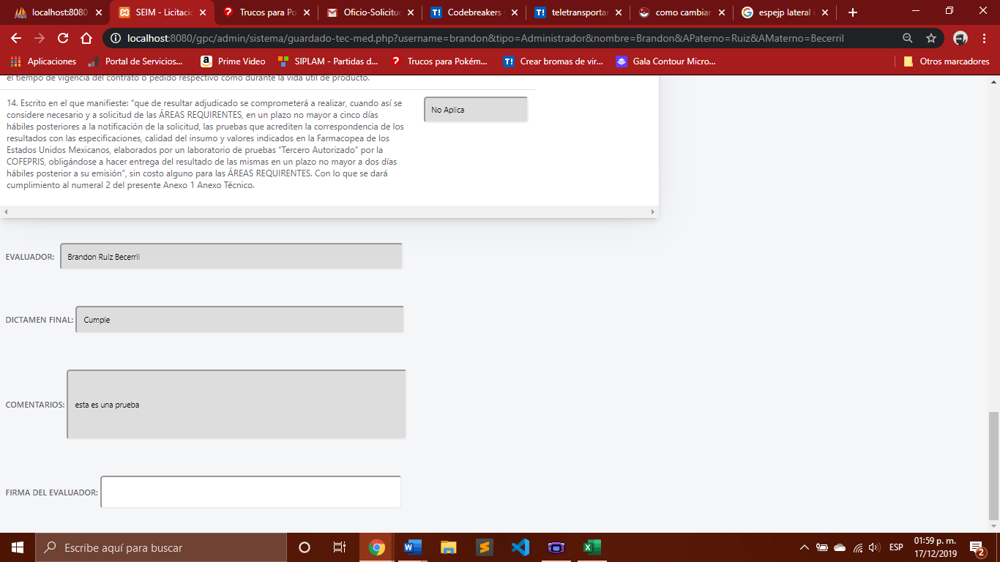 localhost:8080
SEIM - Licitacio
Trucos para Po
Oficio-Solicitud
Codebreakers
teletransporta
como cambiar
espejp lateral i
localhost:8080/gpc/admin/sistema/guardado-tec-med.php?username=brandon&tipo=Administrador&nombre=Brandon&APaterno=Ruiz&AMaterno=Becerril
Aplicaciones
Portal de Servicios...
Prime Video
SIPLAM - Partidas d...
Trucos para Pokém...
Crear bromas de vir...
Gala Contour Micro...
Otros marcadores
el tiempo de vigencia del contrato o pedido respectivo como durante la vida útil de producto.
14. Escrito en el que manifieste: “que de resultar adjudicado se comprometerá a realizar, cuando así se
considere necesario y a solicitud de las ÁREAS REQUIRENTES, en un plazo no mayor a cinco días
hábiles posteriores a la notificación de la solicitud, las pruebas que acrediten la correspondencia de los
resultados con las especificaciones, calidad del insumo y valores indicados en la Farmacopea de los
Estados Unidos Mexicanos, elaborados por un laboratorio de pruebas “Tercero Autorizado” por la
COFEPRIS, obligándose a hacer entrega del resultado de las mismas en un plazo no mayor a dos días
hábiles posterior a su emisión”, sin costo alguno para las ÁREAS REQUIRENTES. Con lo que se dará
cumplimiento al numeral 2 del presente Anexo 1 Anexo Técnico.
No Aplica
EVALUADOR: Brandon Ruiz Becerril
DICTAMEN FINAL: Cumple
COMENTARIOS: esta es una prueba
FIRMA DEL EVALUADOR:
Escribe aquí para buscar
ESP
01:59 p. m.
17/12/2019
2